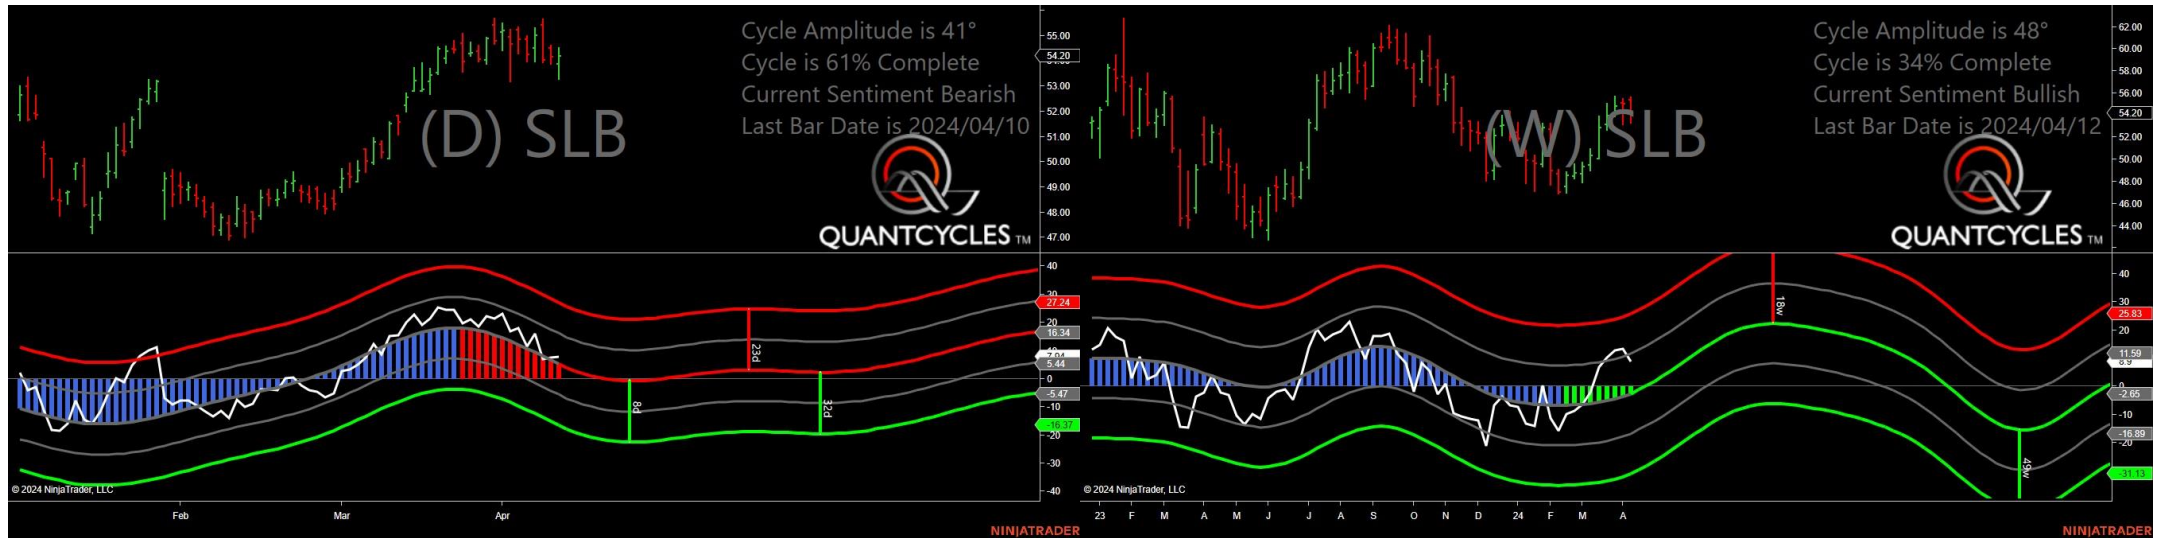 Cycle Amplitude is 41°
Cycle is 61% Complete
Current Sentiment Bearish
Last Bar Date is 2024/04/10
(D) SLB
QUANTCYCLES TM
55.00
54.20
53.00
52.00
51.00
50.00
49.00
48.00
47.00
40
27.24
20
16.34
5.44
0
-5.47
-10
-16.37
-20
-30
-40
8d
23d
32d
© 2024 NinjaTrader, LLC
Feb
Mar
Apr
NINJATRADER
Cycle Amplitude is 48°
Cycle is 34% Complete
Current Sentiment Bullish
Last Bar Date is 2024/04/12
(W) SLB
QUANTCYCLES TM
62.00
60.00
58.00
56.00
54.20
52.00
50.00
48.00
46.00
44.00
40
30
25.83
20
11.59
8.9
0
-2.65
-10
-16.89
-20
-31.13
18w
49w
© 2024 NinjaTrader, LLC
23 F M A M J J A S O N D 24 F M A
NINJATRADER